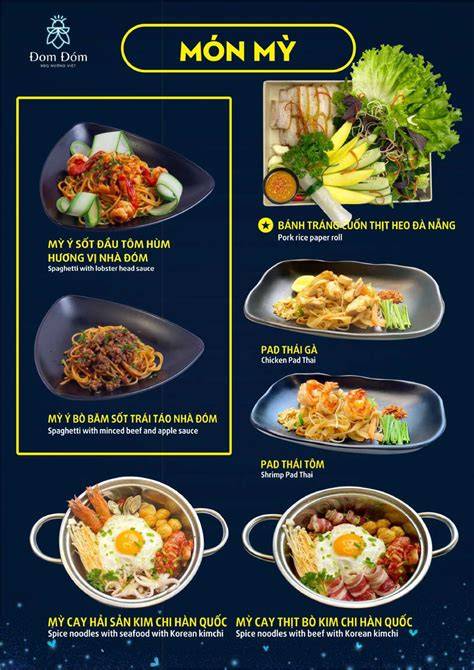 Đom Đóm
BBQ HƯƠNG VIỆT
MÓN MỲ
MỲ Ý SỐT ĐẦU TÔM HÙM
HƯƠNG VỊ NHÀ ĐÓM
Spaghetti with lobster head sauce
BÁNH TRÁNG CUỐN THỊT HEO ĐÀ NẴNG
Pork rice paper roll
PAD THÁI GÀ
Chicken Pad Thai
MỲ Ý BÒ BẰM SỐT TRÁI TÁO NHÀ ĐÓM
Spaghetti with minced beef and apple sauce
PAD THÁI TÔM
Shrimp Pad Thai
MỲ CAY HẢI SẢN KIM CHI HÀN QUỐC
Spice noodles with seafood with Korean kimchi
MỲ CAY THỊT BÒ KIM CHI HÀN QUỐC
Spice noodles with beef with Korean kimchi